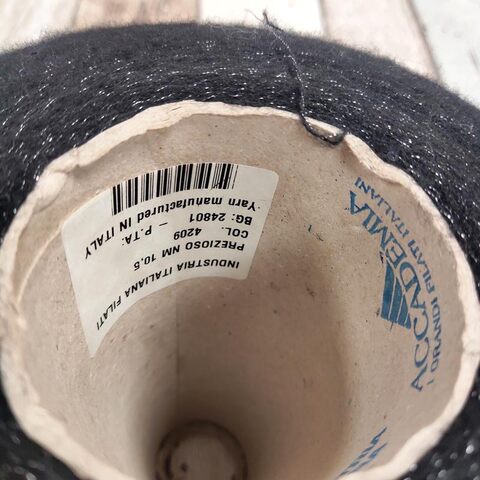 INDUSTRIA ITALIANA FILATI
PREZIOSO NM 10.5
COL. 4209 - P.TA:
BG: 24801
Yarn manufactured IN ITALY
ACCADEMIA
I GRANDI FILATI ITALIANI